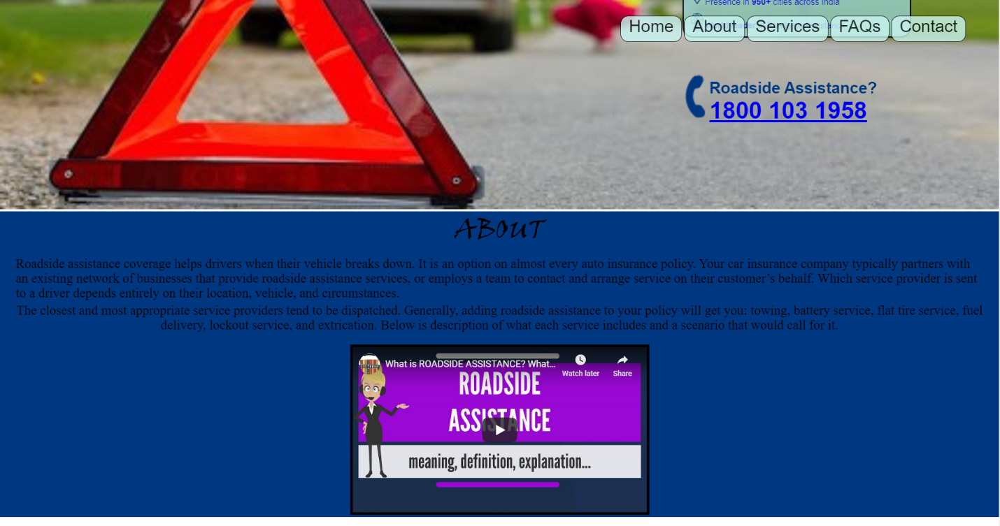 Presence in 950+ cities across India
Home About Services FAQs Contact
Roadside Assistance?
1800 103 1958
ABOUT
Roadside assistance coverage helps drivers when their vehicle breaks down. It is an option on almost every auto insurance policy. Your car insurance company typically partners with
an existing network of businesses that provide roadside assistance services, or employs a team to contact and arrange service on their customer’s behalf. Which service provider is sent
to a driver depends entirely on their location, vehicle, and circumstances.
The closest and most appropriate service providers tend to be dispatched. Generally, adding roadside assistance to your policy will get you: towing, battery service, flat tire service, fuel
delivery, lockout service, and extrication. Below is description of what each service includes and a scenario that would call for it.
What is ROADSIDE ASSISTANCE? What...
Watch later Share
ROADSIDE
ASSISTANCE
meaning, definition, explanation...